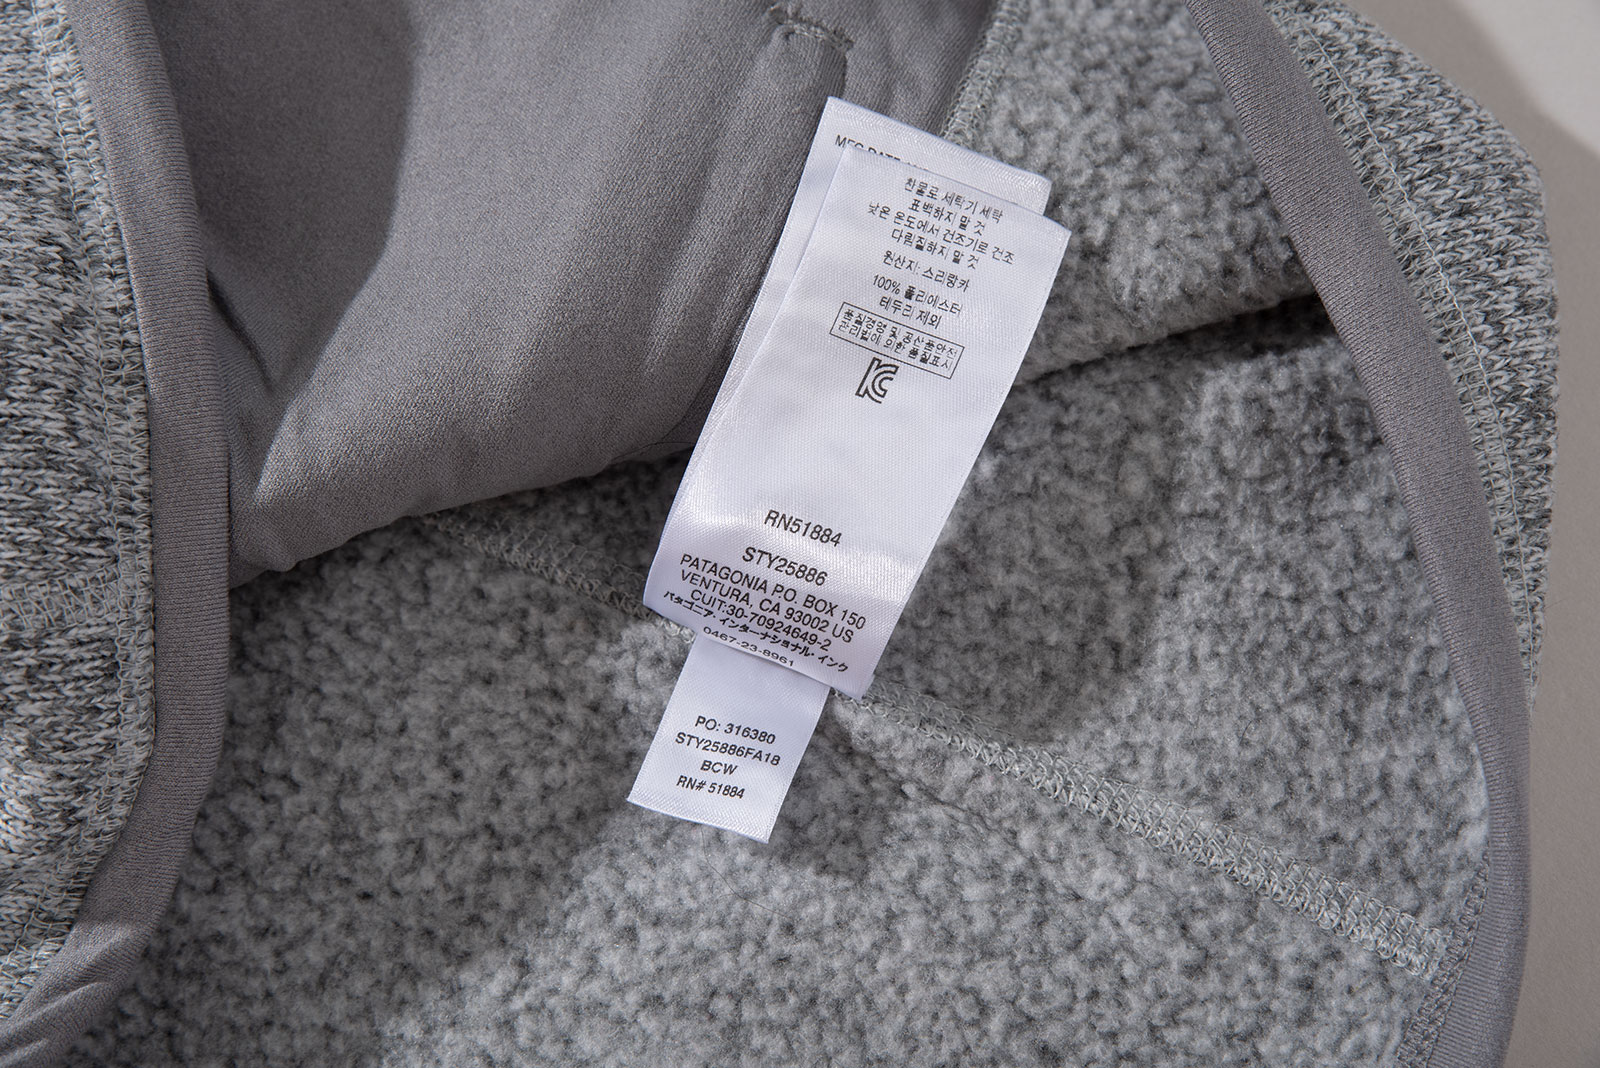 MFG DATE
찬물로 세탁기 세탁
표백하지 말 것
낮은 온도에서 건조기로 건조
다림질하지 말 것
원산지: 스리랑카
100% 폴리에스터
테두리 제외
품질경영 및 공산품안전
관리법에 의한 품질표시
RN51884
STY25886
PATAGONIA P.O. BOX 150
VENTURA, CA 93002 US
CUIT:30-70924649-2
パタゴニア・インターナショナル・インク
0467-23-8961
PO: 316380
STY25886FA18
BCW
RN# 51884